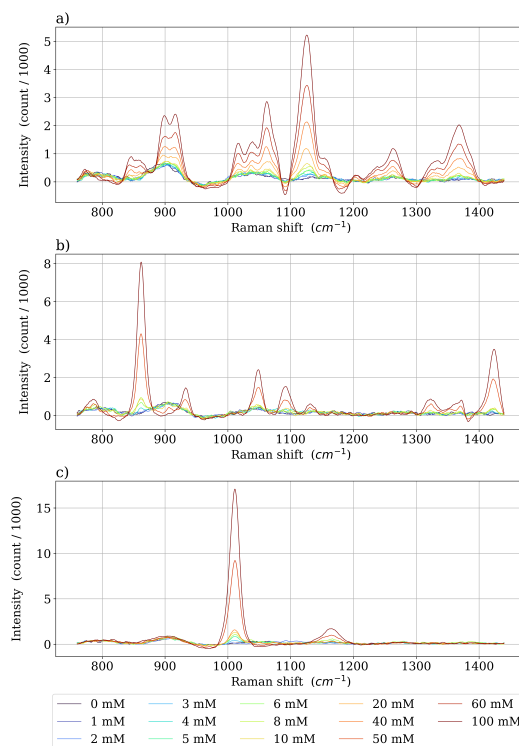 a)
5
4
3
2
1
0
Intensity (count / 1000)
800 900 1000 1100 1200 1300 1400
Raman shift (cm⁻¹)
b)
8
6
4
2
0
Intensity (count / 1000)
800 900 1000 1100 1200 1300 1400
Raman shift (cm⁻¹)
c)
15
10
5
0
Intensity (count / 1000)
800 900 1000 1100 1200 1300 1400
Raman shift (cm⁻¹)
0 mM 3 mM 6 mM 20 mM 60 mM
1 mM 4 mM 8 mM 40 mM 100 mM
2 mM 5 mM 10 mM 50 mM